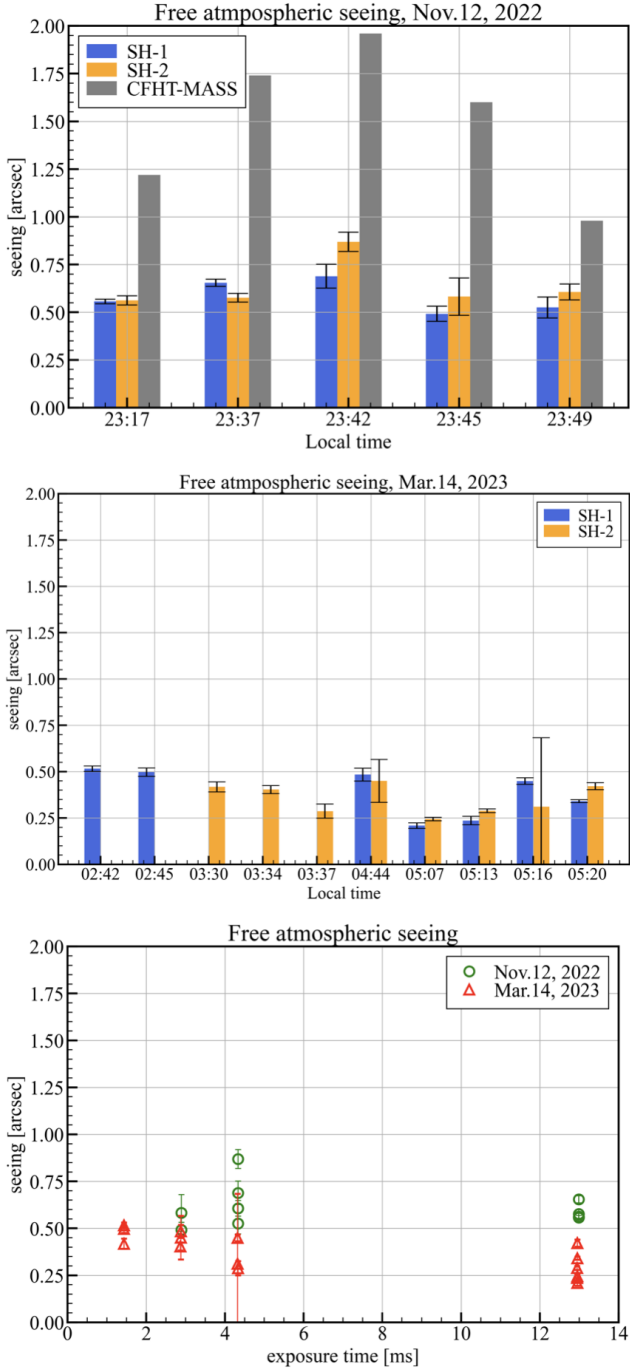 Free atmpospheric seeing, Nov.12, 2022
2.00
1.75
1.50
1.25
1.00
0.75
0.50
0.25
0.00
seeing [arcsec]
SH-1
SH-2
CFHT-MASS
23:17 23:37 23:42 23:45 23:49
Local time
Free atmpospheric seeing, Mar.14, 2023
2.00
1.75
1.50
1.25
1.00
0.75
0.50
0.25
0.00
seeing [arcsec]
SH-1
SH-2
02:42 02:45 03:30 03:34 03:37 04:44 05:07 05:13 05:16 05:20
Local time
Free atmospheric seeing
2.00
1.75
1.50
1.25
1.00
0.75
0.50
0.25
0.00
seeing [arcsec]
Nov.12, 2022
Mar.14, 2023
0 2 4 6 8 10 12 14
exposure time [ms]